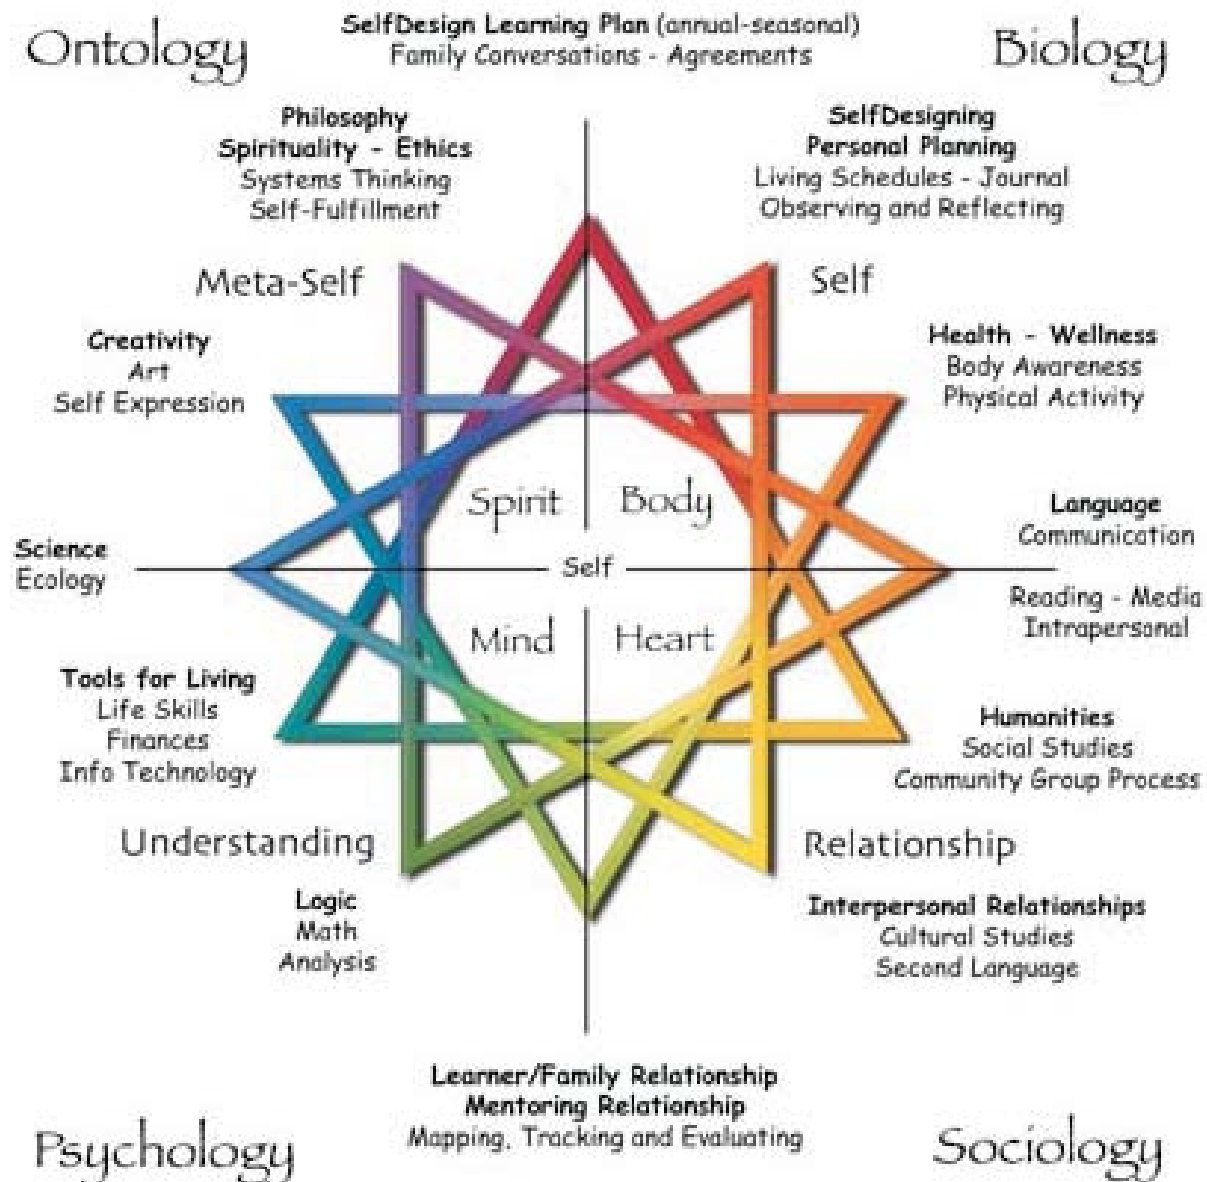 Ontology
SelfDesign Learning Plan (annual-seasonal)
Family Conversations - Agreements
Biology
Philosophy
Spirituality - Ethics
Systems Thinking
Self-Fulfillment
SelfDesigning
Personal Planning
Living Schedules - Journal
Observing and Reflecting
Meta-Self
Self
Creativity
Art
Self Expression
Health - Wellness
Body Awareness
Physical Activity
Spirit
Body
Language
Communication
Science
Ecology
Self
Reading - Media
Intrapersonal
Mind
Heart
Tools for Living
Life Skills
Finances
Info Technology
Humanities
Social Studies
Community Group Process
Understanding
Relationship
Logic
Math
Analysis
Interpersonal Relationships
Cultural Studies
Second Language
Learner/Family Relationship
Mentoring Relationship
Mapping, Tracking and Evaluating
Psychology
Sociology